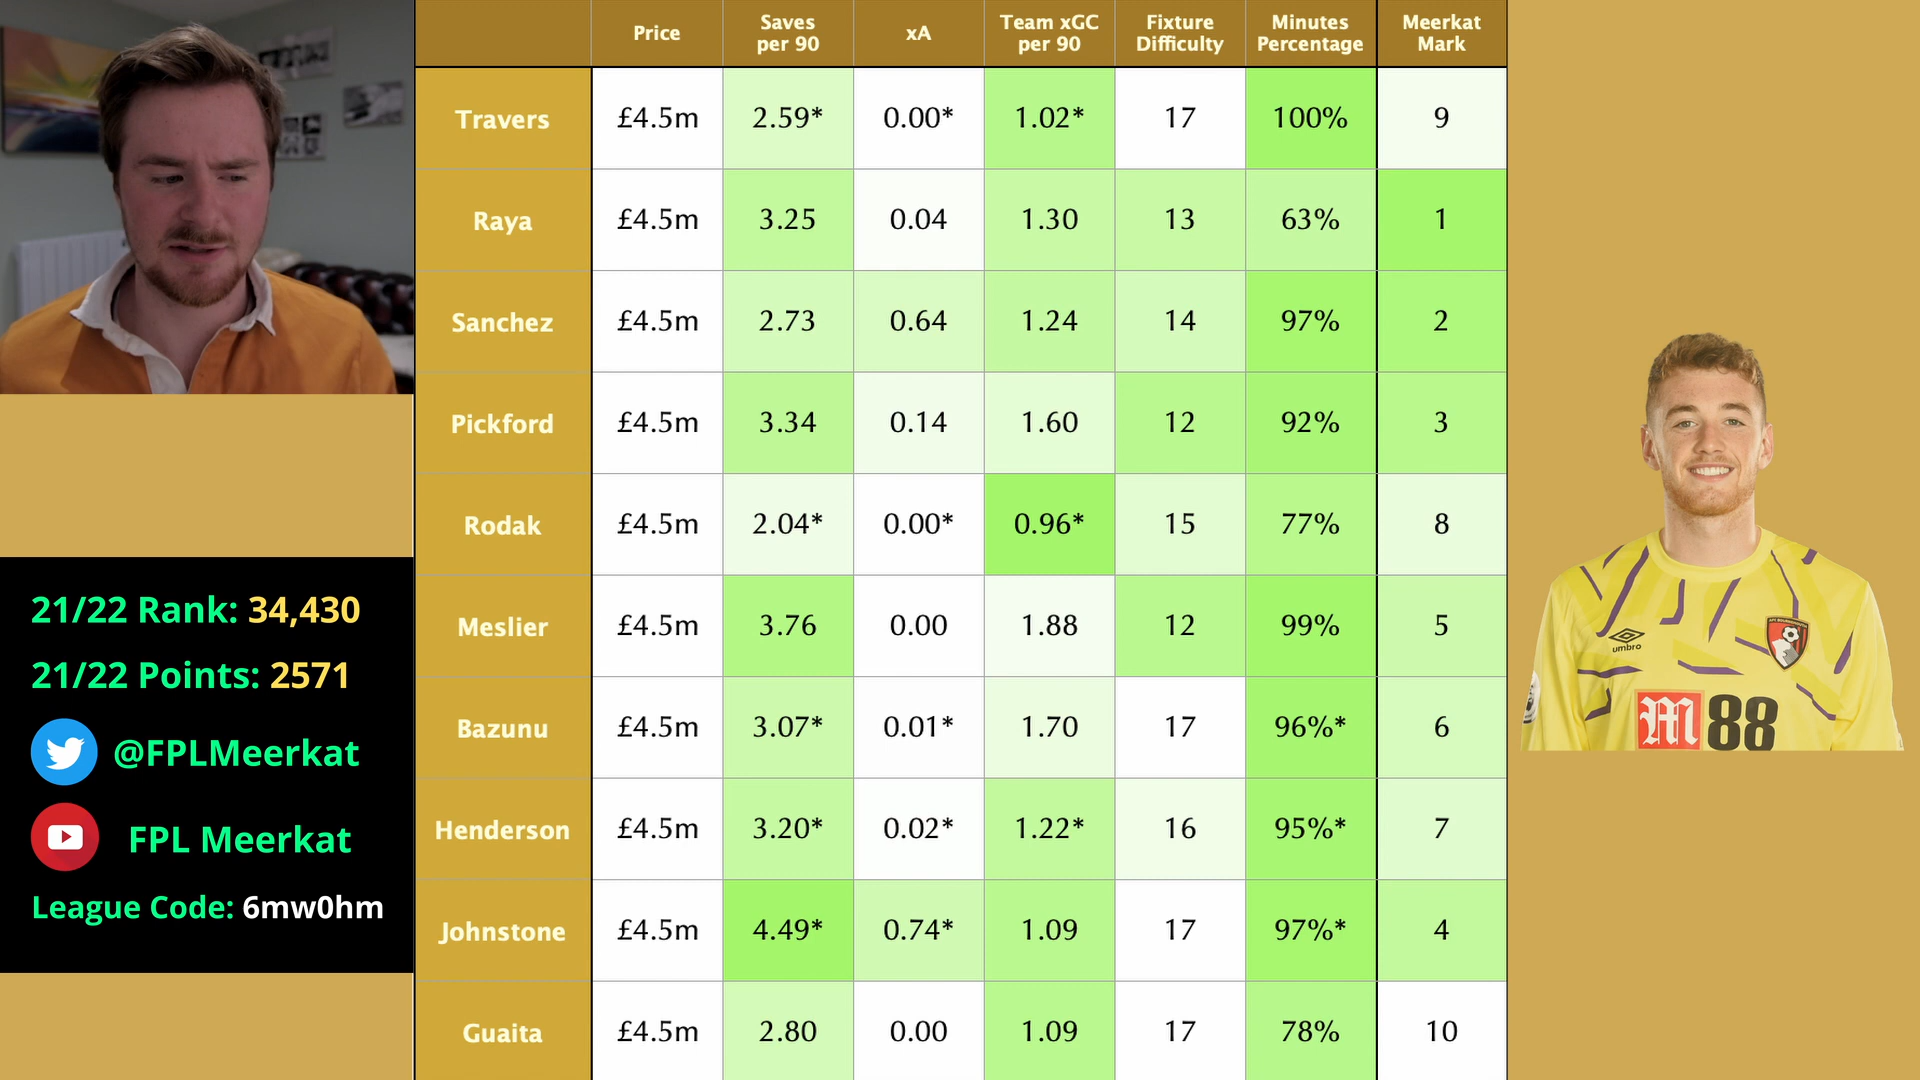 Price Saves per 90 xA Team xGC per 90 Fixture Difficulty Minutes Percentage Meerkat Mark
Travers £4.5m 2.59* 0.00* 1.02* 17 100% 9
Raya £4.5m 3.25 0.04 1.30 13 63% 1
Sanchez £4.5m 2.73 0.64 1.24 14 97% 2
Pickford £4.5m 3.34 0.14 1.60 12 92% 3
Rodak £4.5m 2.04* 0.00* 0.96* 15 77% 8
Meslier £4.5m 3.76 0.00 1.88 12 99% 5
Bazunu £4.5m 3.07* 0.01* 1.70 17 96%* 6
Henderson £4.5m 3.20* 0.02* 1.22* 16 95%* 7
Johnstone £4.5m 4.49* 0.74* 1.09 17 97%* 4
Guaita £4.5m 2.80 0.00 1.09 17 78% 10
21/22 Rank: 34,430
21/22 Points: 2571
@FPLMeerkat
FPL Meerkat
League Code: 6mw0hm
umbro
M88